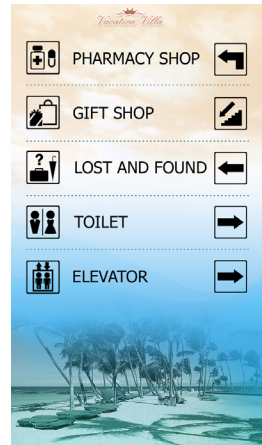 Vacation Villa
PHARMACY SHOP
GIFT SHOP
?
LOST AND FOUND
TOILET
ELEVATOR